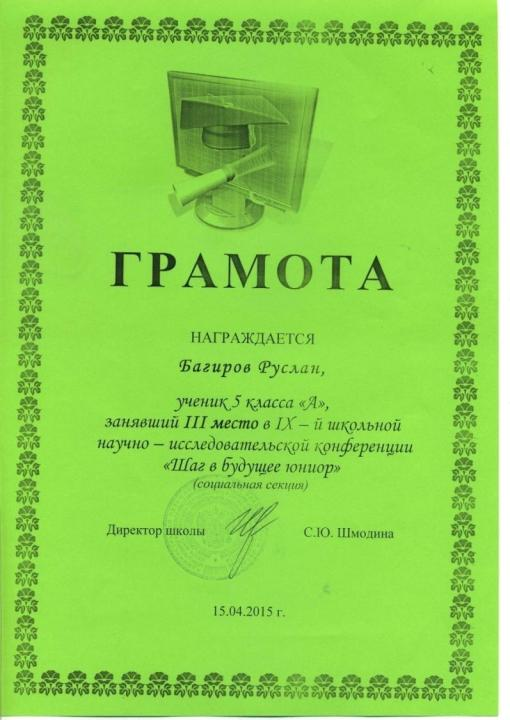 ГРАМОТА
НАГРАЖДАЕТСЯ
Багиров Руслан,
ученик 5 класса «А»,
занявший III место в IX – й школьной
научно – исследовательской конференции
«Шаг в будущее юниор»
(социальная секция)
Директор школы С.Ю. Шмодина
15.04.2015 г.